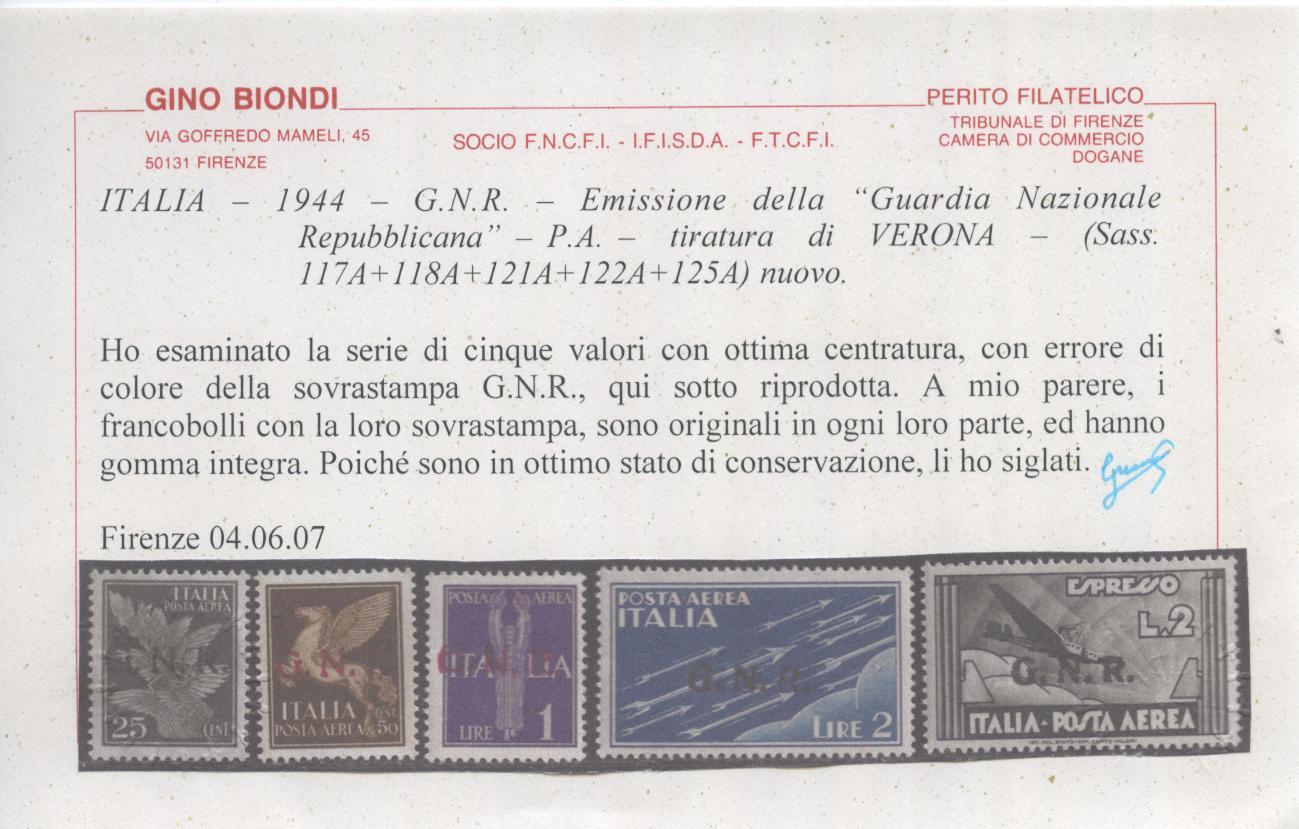 GINO BIONDI
PERITO FILATELICO
VIA GOFFREDO MAMELI, 45
50131 FIRENZE
SOCIO F.N.C.F.I. - I.F.I.S.D.A. - F.T.C.F.I.
TRIBUNALE DI FIRENZE
CAMERA DI COMMERCIO
DOGANE
ITALIA – 1944 – G.N.R. – Emissione della “Guardia Nazionale
Repubblicana” – P.A. – tiratura di VERONA – (Sass.
117A+118A+121A+122A+125A) nuovo.
Ho esaminato la serie di cinque valori con ottima centratura, con errore di
colore della sovrastampa G.N.R., qui sotto riprodotta. A mio parere, i
francobolli con la loro sovrastampa, sono originali in ogni loro parte, ed hanno
gomma integra. Poiché sono in ottimo stato di conservazione, li ho siglati.
Firenze 04.06.07
ITALIA
POSTA AEREA
G.N.R.
25 CENT
G.N.
ITALIA
POSTA AEREA
CENT 50
POSTA AEREA
G.N.R.
ITALIA
LIRE 1
POSTA AEREA
ITALIA
G.N.R.
LIRE 2
ESPRESSO
L.2
G.N.R.
ITALIA-POSTA AEREA